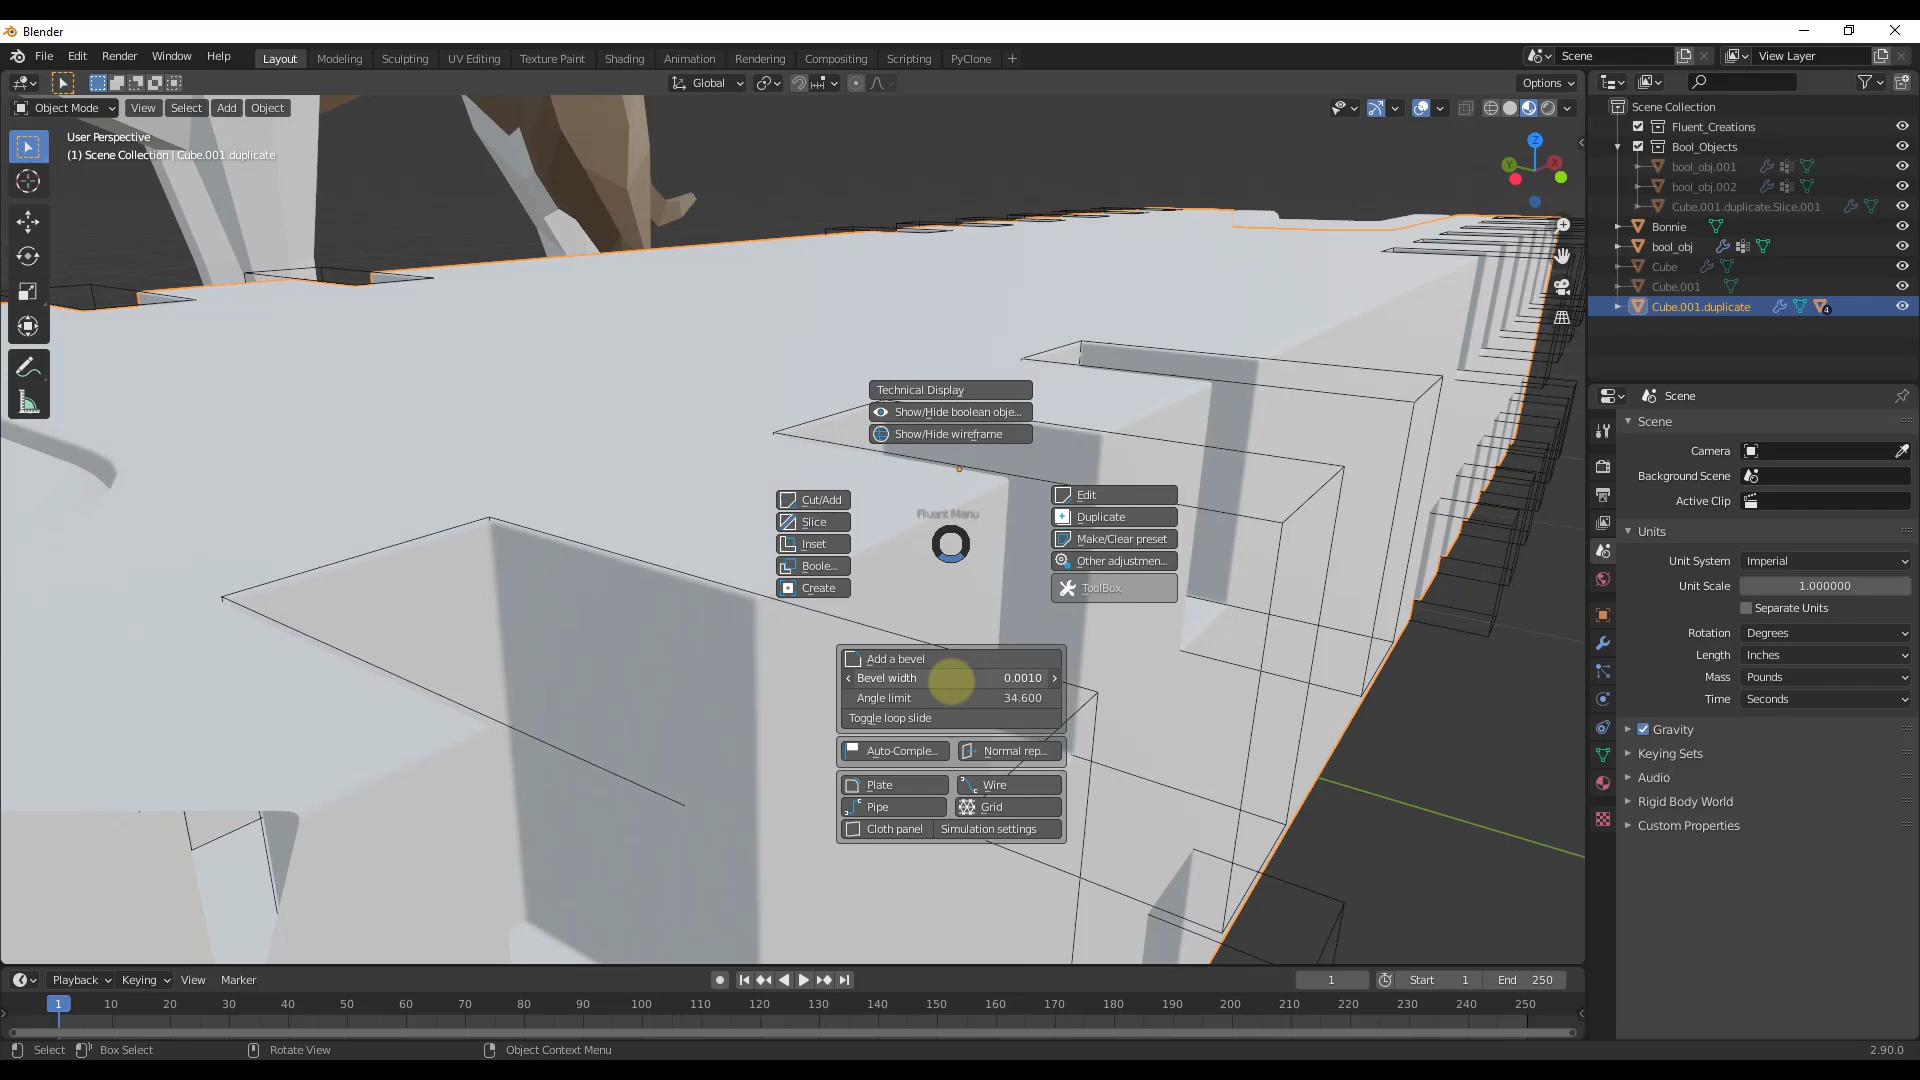 Blender
File Edit Render Window Help Layout Modeling Sculpting UV Editing Texture Paint Shading Animation Rendering Compositing Scripting PyClone + Scene View Layer
Global Options
Object Mode View Select Add Object
User Perspective
(1) Scene Collection | Cube.001.duplicate
Z
Y
X
Scene Collection
Fluent_Creations
Bool_Objects
bool_obj.001
bool_obj.002
Cube.001.duplicate.Slice.001
Bonnie
bool_obj
Cube
Cube.001
Cube.001.duplicate 4
Technical Display
Show/Hide boolean obje...
Show/Hide wireframe
Fluent Menu
Cut/Add
Slice
Inset
Boole...
Create
Edit
Duplicate
Make/Clear preset
Other adjustmen...
ToolBox
Add a bevel
Bevel width 0.0010
Angle limit 34.600
Toggle loop slide
Auto-Comple... Normal rep...
Plate Wire
Pipe Grid
Cloth panel Simulation settings
Scene
Scene
Camera
Background Scene
Active Clip
Units
Unit System Imperial
Unit Scale 1.000000
Separate Units
Rotation Degrees
Length Inches
Mass Pounds
Time Seconds
Gravity
Keying Sets
Audio
Rigid Body World
Custom Properties
Playback Keying View Marker 1 Start 1 End 250
1 10 20 30 40 50 60 70 80 90 100 110 120 130 140 150 160 170 180 190 200 210 220 230 240 250
Select Box Select Rotate View Object Context Menu 2.90.0